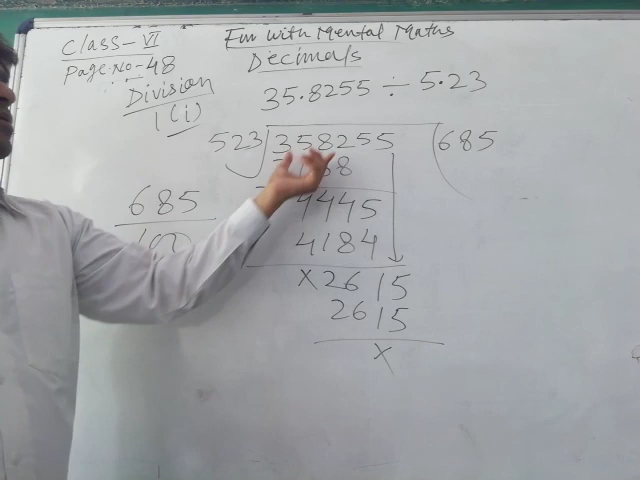 Class-VI
Fun with Mental Maths
Page.No-48
Decimals
Division
35.8255 ÷ 5.23
1(i)
523 358255 685
685
4445
4184
×2615
2615
×